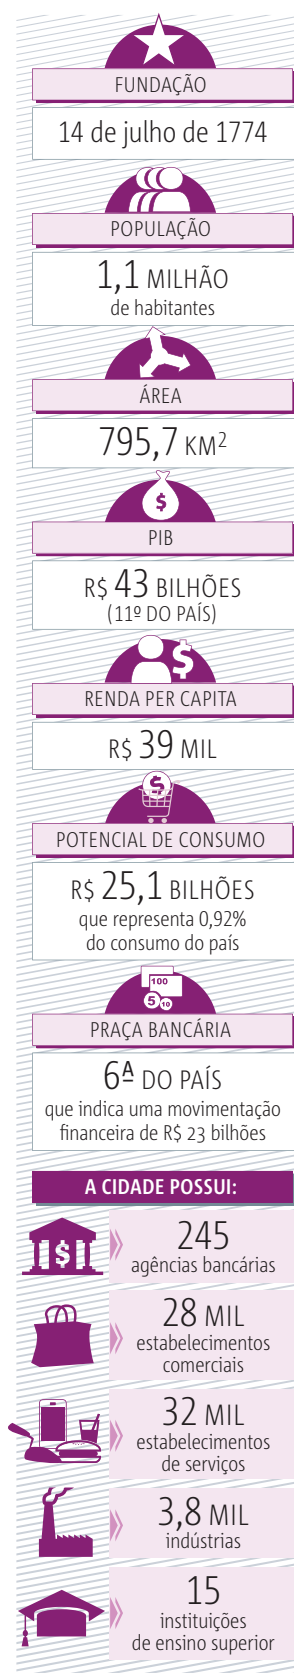 FUNDAÇÃO
14 de julho de 1774
POPULAÇÃO
1,1 MILHÃO
de habitantes
ÁREA
795,7 KM²
$
PIB
R$ 43 BILHÕES
(11º DO PAÍS)
$
RENDA PER CAPITA
R$ 39 MIL
$
POTENCIAL DE CONSUMO
R$ 25,1 BILHÕES
que representa 0,92%
do consumo do país
100
5 10
PRAÇA BANCÁRIA
6ª DO PAÍS
que indica uma movimentação
financeira de R$ 23 bilhões
A CIDADE POSSUI:
$
245
agências bancárias
28 MIL
estabelecimentos
comerciais
32 MIL
estabelecimentos
de serviços
3,8 MIL
indústrias
15
instituições
de ensino superior